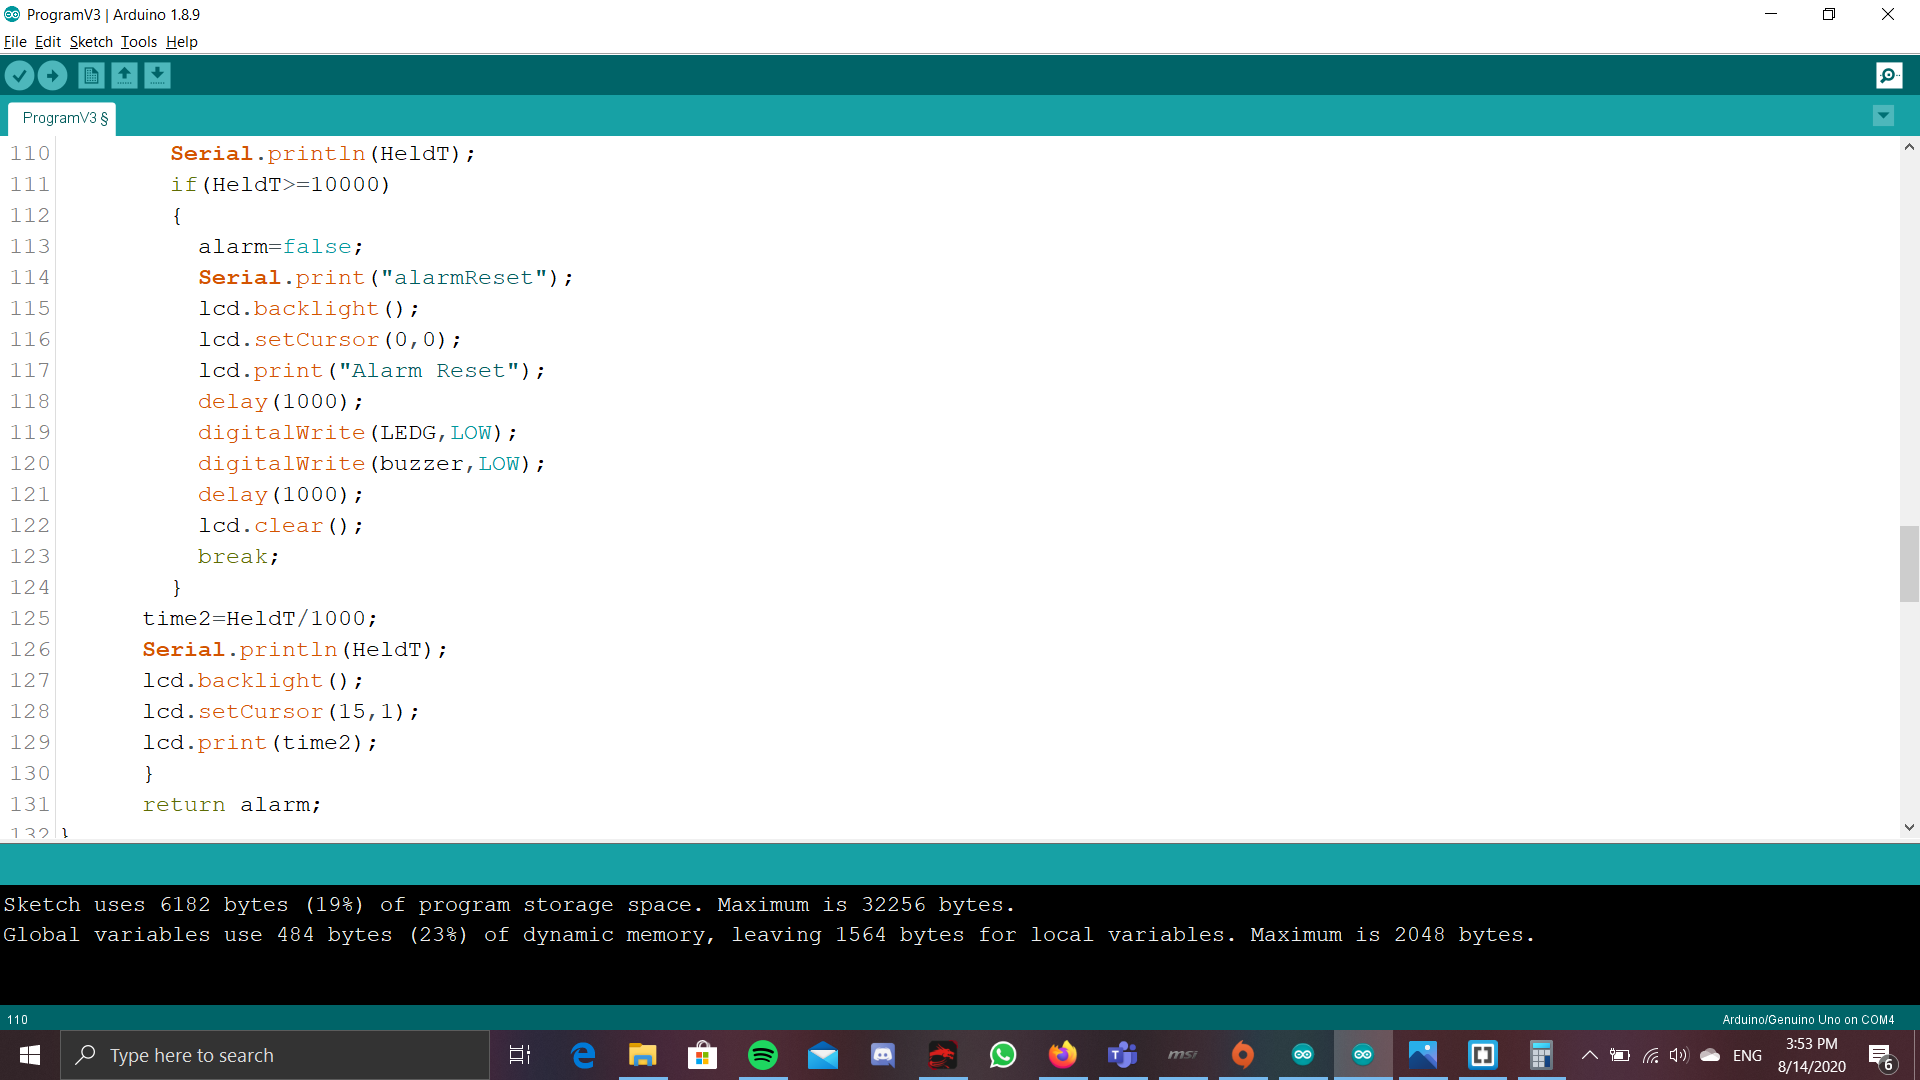 ProgramV3 | Arduino 1.8.9
File Edit Sketch Tools Help
ProgramV3 §
110 Serial.println(HeldT);
111 if(HeldT>=10000)
112 {
113 alarm=false;
114 Serial.print("alarmReset");
115 lcd.backlight();
116 lcd.setCursor(0,0);
117 lcd.print("Alarm Reset");
118 delay(1000);
119 digitalWrite(LEDG,LOW);
120 digitalWrite(buzzer,LOW);
121 delay(1000);
122 lcd.clear();
123 break;
124 }
125 time2=HeldT/1000;
126 Serial.println(HeldT);
127 lcd.backlight();
128 lcd.setCursor(15,1);
129 lcd.print(time2);
130 }
131 return alarm;
132 }
Sketch uses 6182 bytes (19%) of program storage space. Maximum is 32256 bytes.
Global variables use 484 bytes (23%) of dynamic memory, leaving 1564 bytes for local variables. Maximum is 2048 bytes.
110
Arduino/Genuino Uno on COM4
Type here to search
msi
ENG
3:53 PM
8/14/2020
6